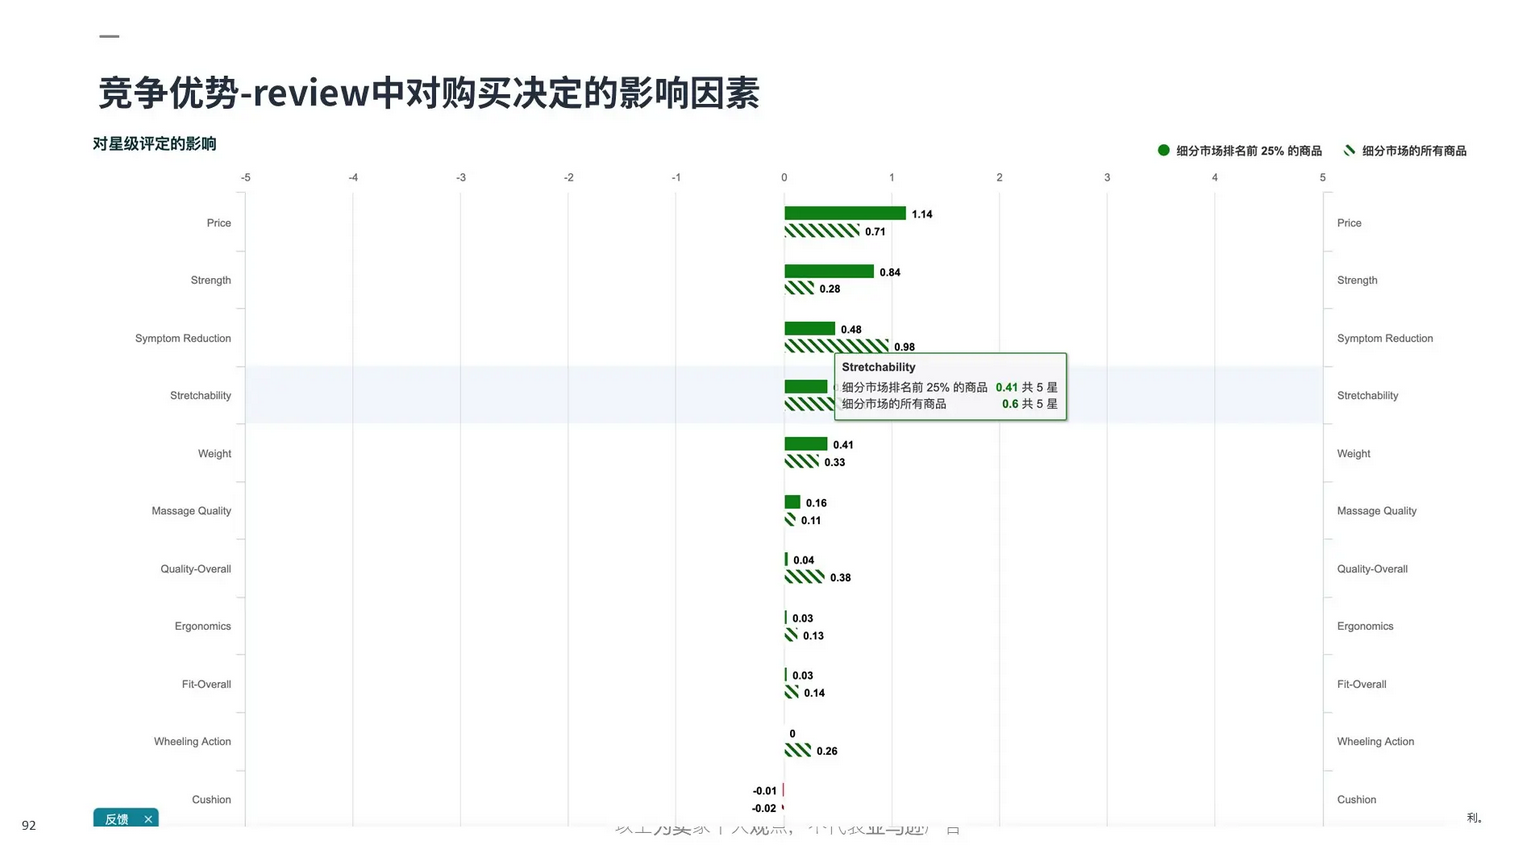 竞争优势-review中对购买决定的影响因素
对星级评定的影响
细分市场排名前 25% 的商品 细分市场的所有商品
-5 -4 -3 -2 -1 0 1 2 3 4 5
Price 1.14 Price
0.71
Strength 0.84 Strength
0.28
Symptom Reduction 0.48 Symptom Reduction
0.98
Stretchability Stretchability
Stretchability
细分市场排名前 25% 的商品 0.41 共 5 星
细分市场的所有商品 0.6 共 5 星
Weight 0.41 Weight
0.33
Massage Quality 0.16 Massage Quality
0.11
Quality-Overall 0.04 Quality-Overall
0.38
Ergonomics 0.03 Ergonomics
0.13
Fit-Overall 0.03 Fit-Overall
0.14
Wheeling Action 0 Wheeling Action
0.26
Cushion -0.01 Cushion
-0.02
反馈 ×
92
利。